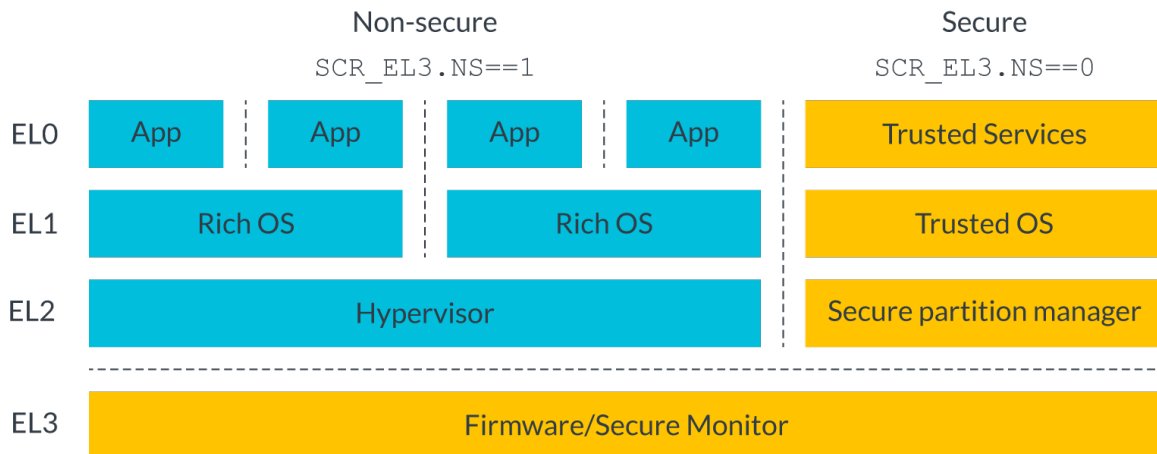 Non-secure Secure
SCR_EL3.NS==1 SCR_EL3.NS==0
EL0 App App App App Trusted Services
EL1 Rich OS Rich OS Trusted OS
EL2 Hypervisor Secure partition manager
EL3 Firmware/Secure Monitor